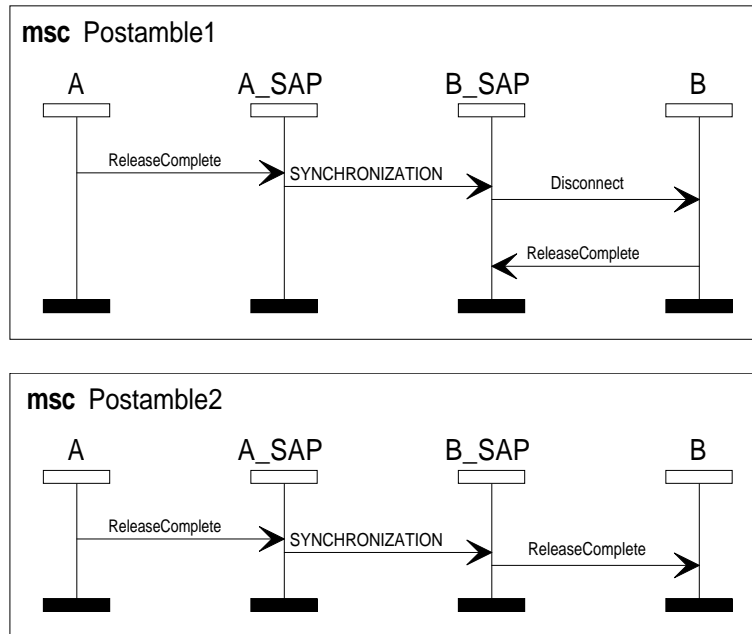 msc Postamble1
A A_SAP B_SAP B
ReleaseComplete
SYNCHRONIZATION
Disconnect
ReleaseComplete
msc Postamble2
A A_SAP B_SAP B
ReleaseComplete
SYNCHRONIZATION
ReleaseComplete